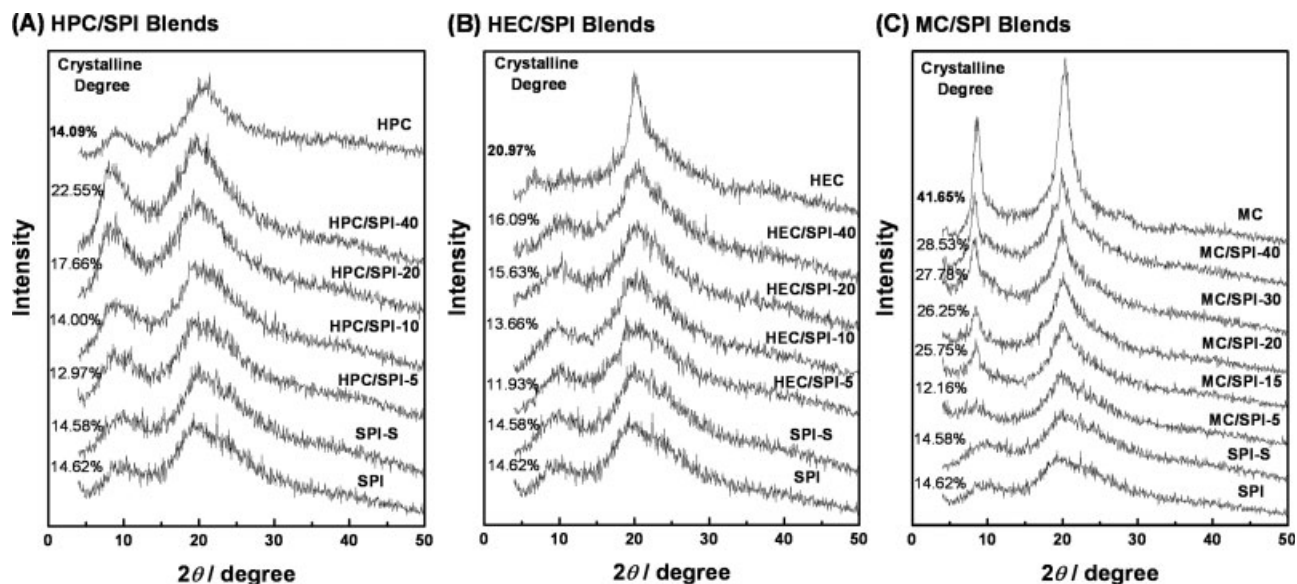 (A) HPC/SPI Blends
Crystalline
Degree
14.09%
HPC
22.55%
HPC/SPI-40
17.66%
HPC/SPI-20
14.00%
HPC/SPI-10
12.97%
HPC/SPI-5
14.58%
SPI-S
14.62%
SPI
Intensity
0 10 20 30 40 50
2θ / degree
(B) HEC/SPI Blends
Crystalline
Degree
20.97%
HEC
16.09%
HEC/SPI-40
15.63%
HEC/SPI-20
13.66%
HEC/SPI-10
11.93%
HEC/SPI-5
14.58%
SPI-S
14.62%
SPI
Intensity
0 10 20 30 40 50
2θ / degree
(C) MC/SPI Blends
Crystalline
Degree
41.65%
MC
28.53%
MC/SPI-40
27.78%
MC/SPI-30
26.25%
MC/SPI-20
25.75%
MC/SPI-15
12.16%
MC/SPI-5
14.58%
SPI-S
14.62%
SPI
Intensity
0 10 20 30 40 50
2θ / degree